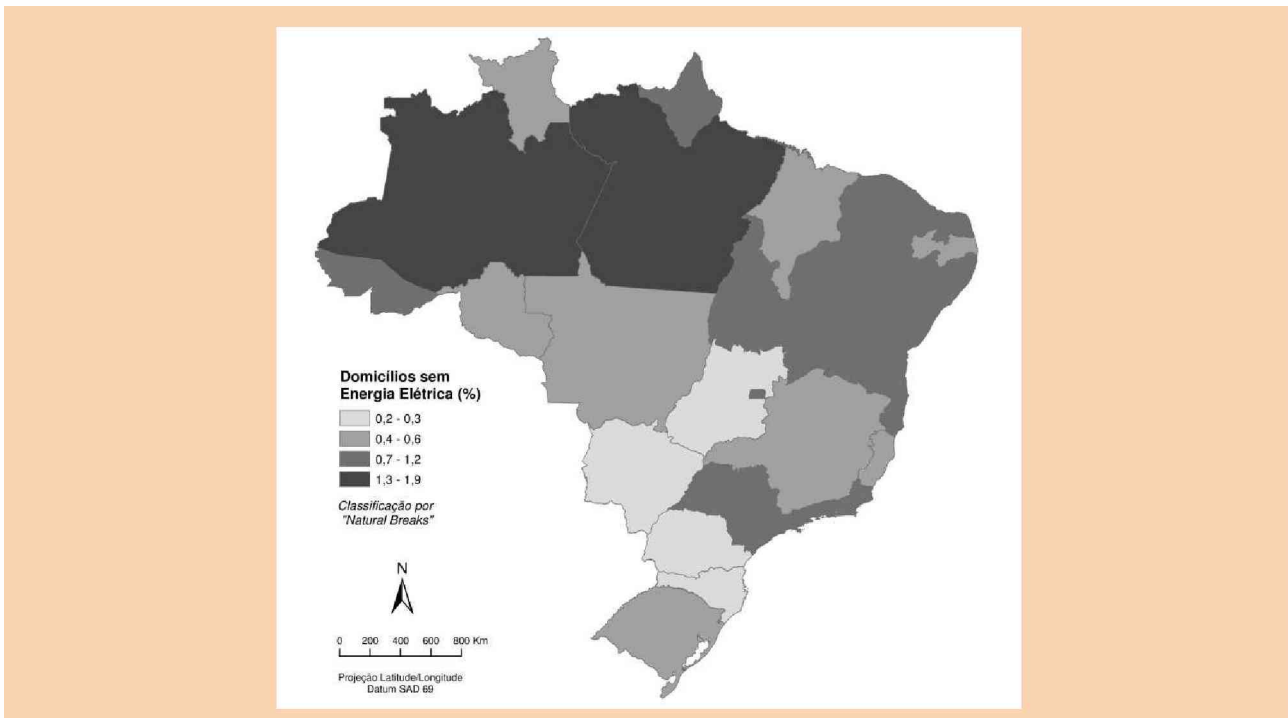 Domicílios sem
Energia Elétrica (%)
0,2 - 0,3
0,4 - 0,6
0,7 - 1,2
1,3 - 1,9
Classificação por
"Natural Breaks"
N
0 200 400 600 800 Km
Projeção Latitude/Longitude
Datum SAD 69